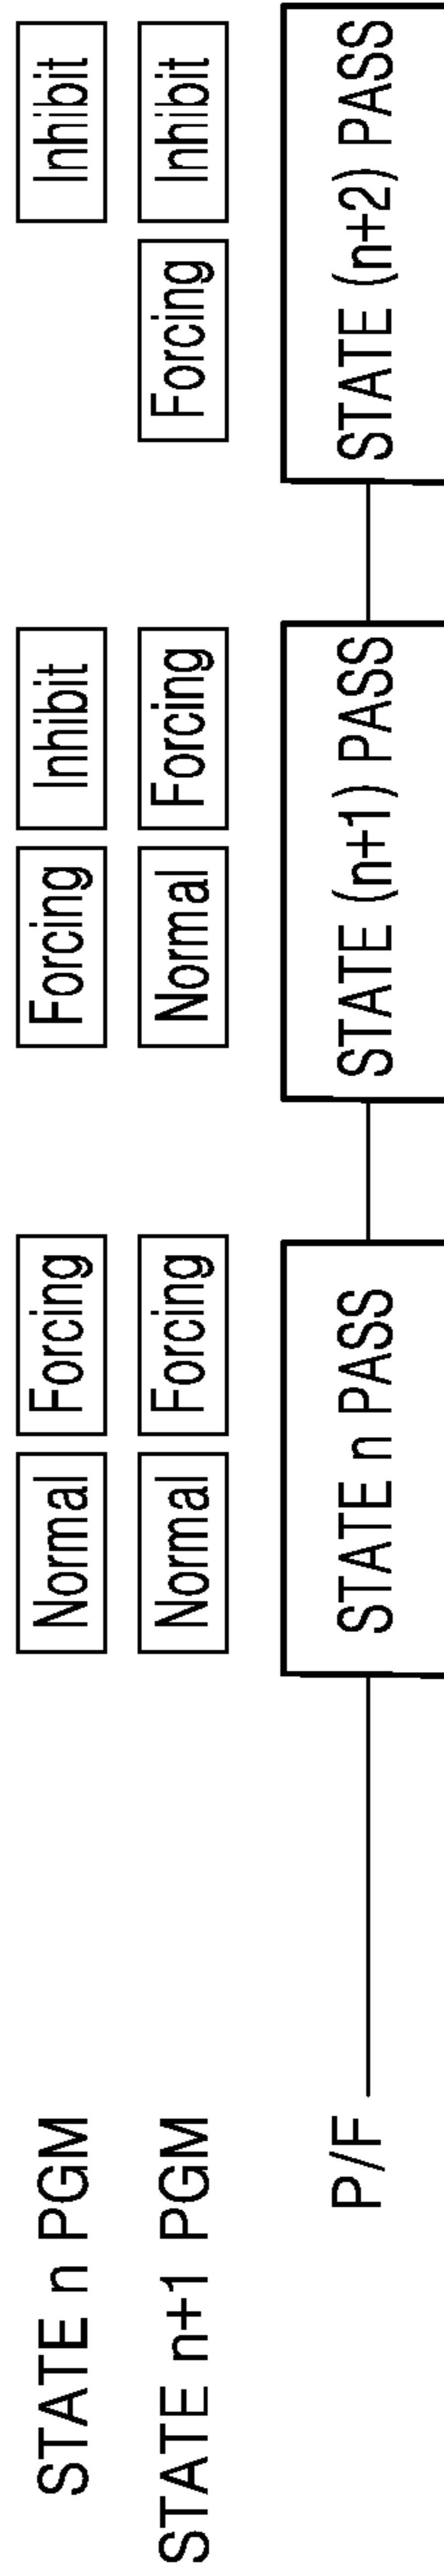 STATE n PGM Normal Forcing Forcing Inhibit Inhibit
STATE n+1 PGM Normal Forcing Normal Forcing Forcing Inhibit
P/F STATE n PASS STATE (n+1) PASS STATE (n+2) PASS